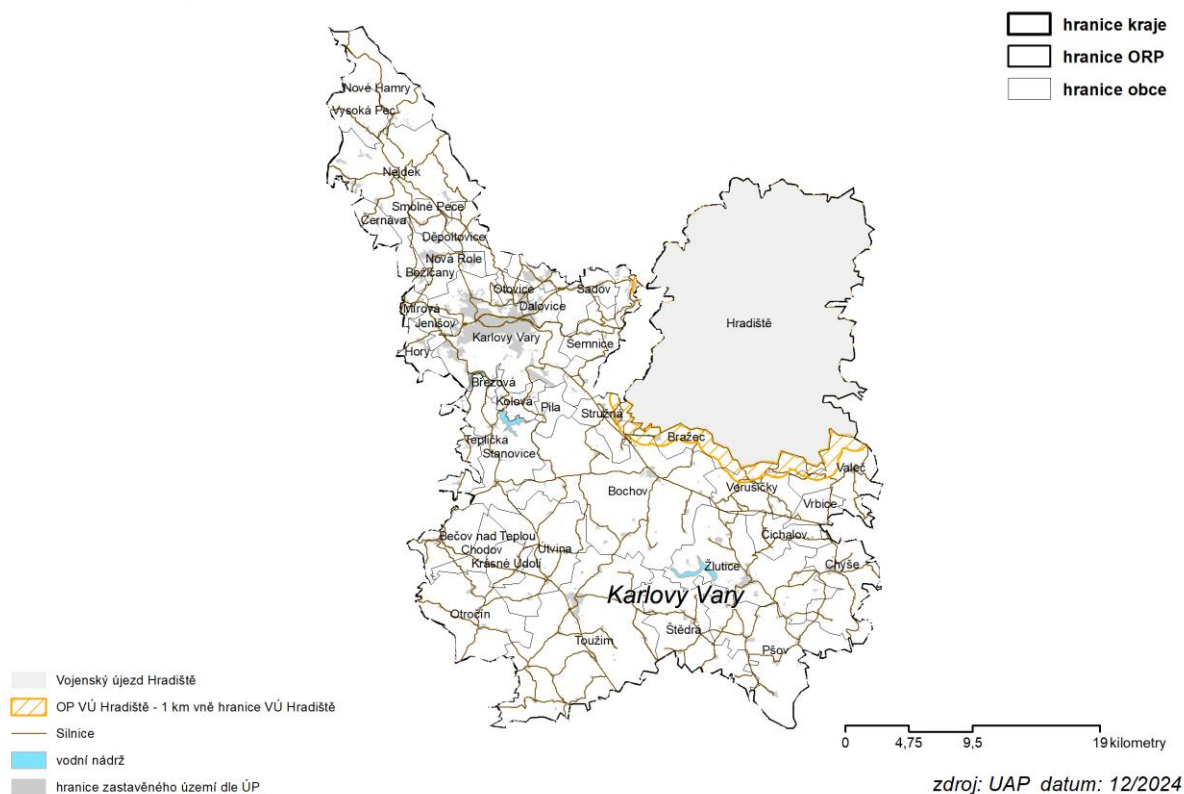 hranice kraje
hranice ORP
hranice obce
Nové Hamry
Vysoká Pec
Nejdek
Smolné Pece
Černava
Děpoltovice
Nová Role
Božičany
Otovice
Sadov
Mírová
Dalovice
Jenišov
Karlovy Vary
Hory
Šemnice
Hradiště
Březová
Kolová
Pila
Stružná
Bražec
Teplička
Stanovice
Valeč
Verušičky
Bochov
Vrbice
Bečov nad Teplou
Čichalov
Chodov
Útvina
Krásné Údolí
Žlutice
Chyše
Karlovy Vary
Otročín
Štědrá
Toužim
Pšov
Vojenský újezd Hradiště
OP VÚ Hradiště - 1 km vně hranice VÚ Hradiště
Silnice
vodní nádrž
hranice zastavěného území dle ÚP
0 4,75 9,5 19 kilometry
zdroj: UAP datum: 12/2024